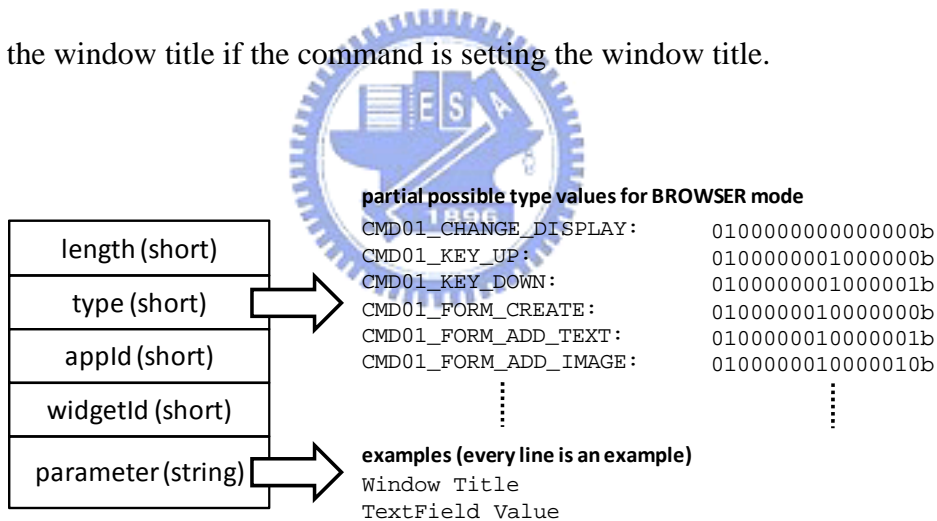 the window title if the command is setting the window title.
ESA
1896
partial possible type values for BROWSER mode
length (short)
type (short)
appId (short)
widgetId (short)
parameter (string)
CMD01_CHANGE_DISPLAY: 0100000000000000b
CMD01_KEY_UP: 0100000001000000b
CMD01_KEY_DOWN: 0100000001000001b
CMD01_FORM_CREATE: 0100000010000000b
CMD01_FORM_ADD_TEXT: 0100000010000001b
CMD01_FORM_ADD_IMAGE: 0100000010000010b
examples (every line is an example)
Window Title
TextField Value